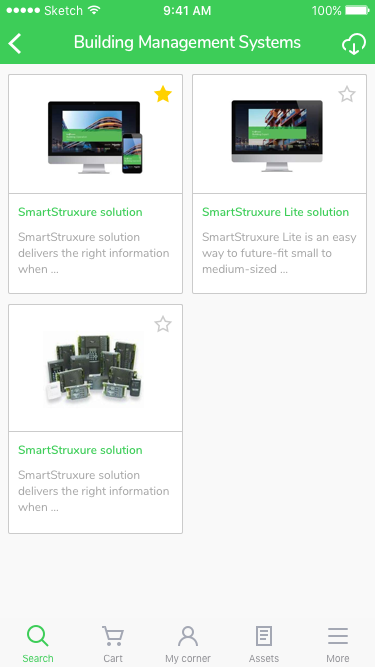 Sketch 9:41 AM 100%
Building Management Systems
SmartStruxure solution
SmartStruxure solution
delivers the right information
when ...
SmartStruxure Lite solution
SmartStruxure Lite is an easy
way to future-fit small to
medium-sized ...
SmartStruxure solution
SmartStruxure solution
delivers the right information
when ...
Search Cart My corner Assets More